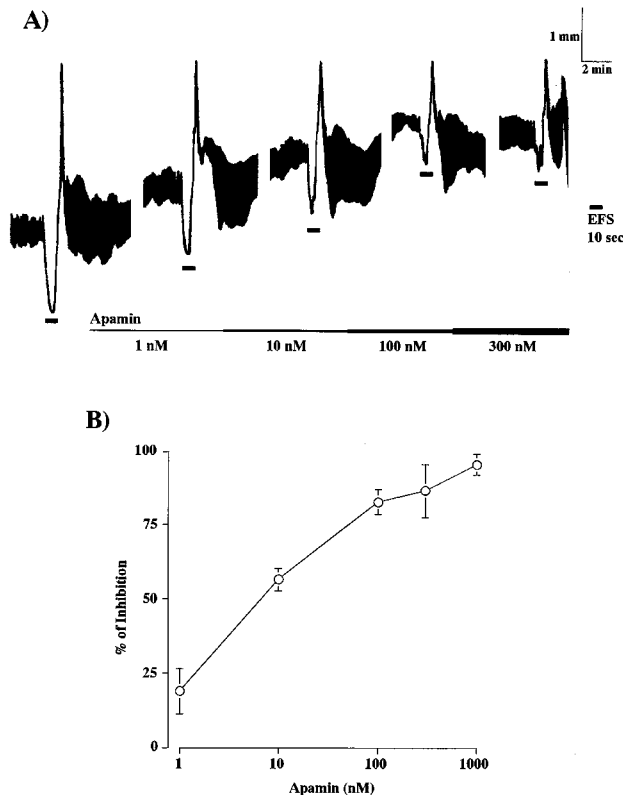 A)
1 mm
2 min
EFS
10 sec
Apamin
1 nM 10 nM 100 nM 300 nM
B)
100
75
50
25
0
% of Inhibition
1 10 100 1000
Apamin (nM)